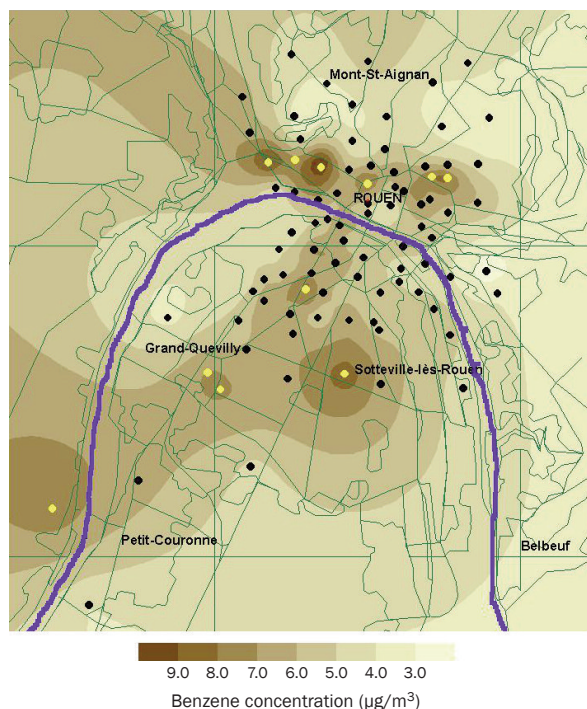 Mont-St-Aignan
ROUEN
Grand-Quevilly
Sotteville-lès-Rouen
Petit-Couronne
Belbeuf
9.0 8.0 7.0 6.0 5.0 4.0 3.0
Benzene concentration (µg/m³)